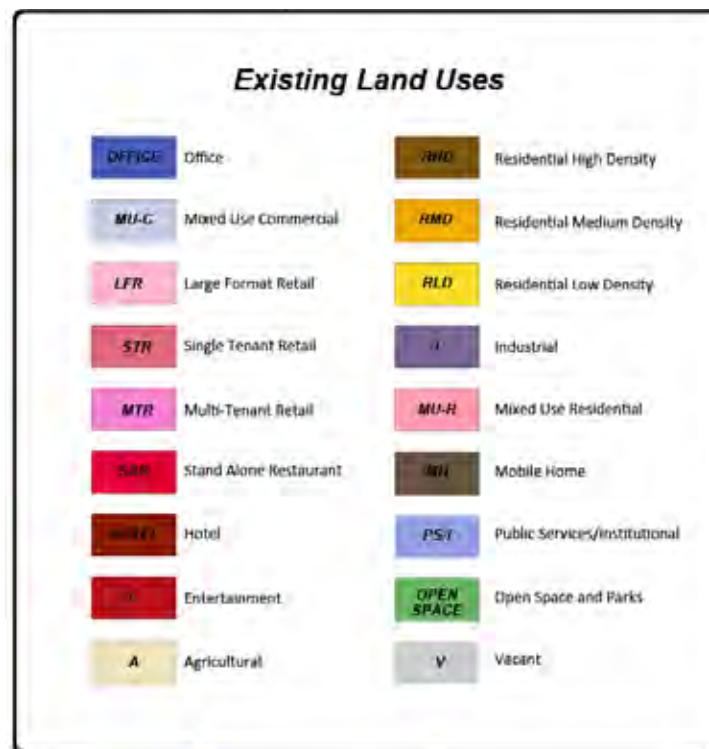 Existing Land Uses
OFFICE Office
MU-C Mixed Use Commercial
LFR Large Format Retail
STR Single Tenant Retail
MTR Multi-Tenant Retail
SAR Stand Alone Restaurant
HOTEL Hotel
Entertainment
A Agricultural
RHD Residential High Density
RMD Residential Medium Density
RLD Residential Low Density
I Industrial
MU-R Mixed Use Residential
MH Mobile Home
PS/I Public Services/Institutional
OPEN
SPACE Open Space and Parks
V Vacant